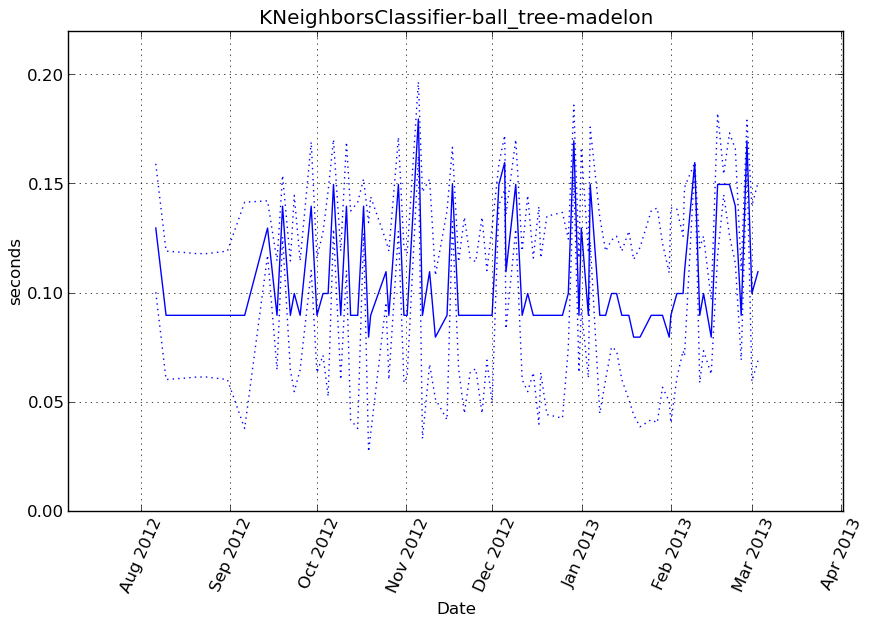 KNeighborsClassifier-ball_tree-madelon
seconds
0.20
0.15
0.10
0.05
0.00
Aug 2012
Sep 2012
Oct 2012
Nov 2012
Dec 2012
Jan 2013
Feb 2013
Mar 2013
Apr 2013
Date